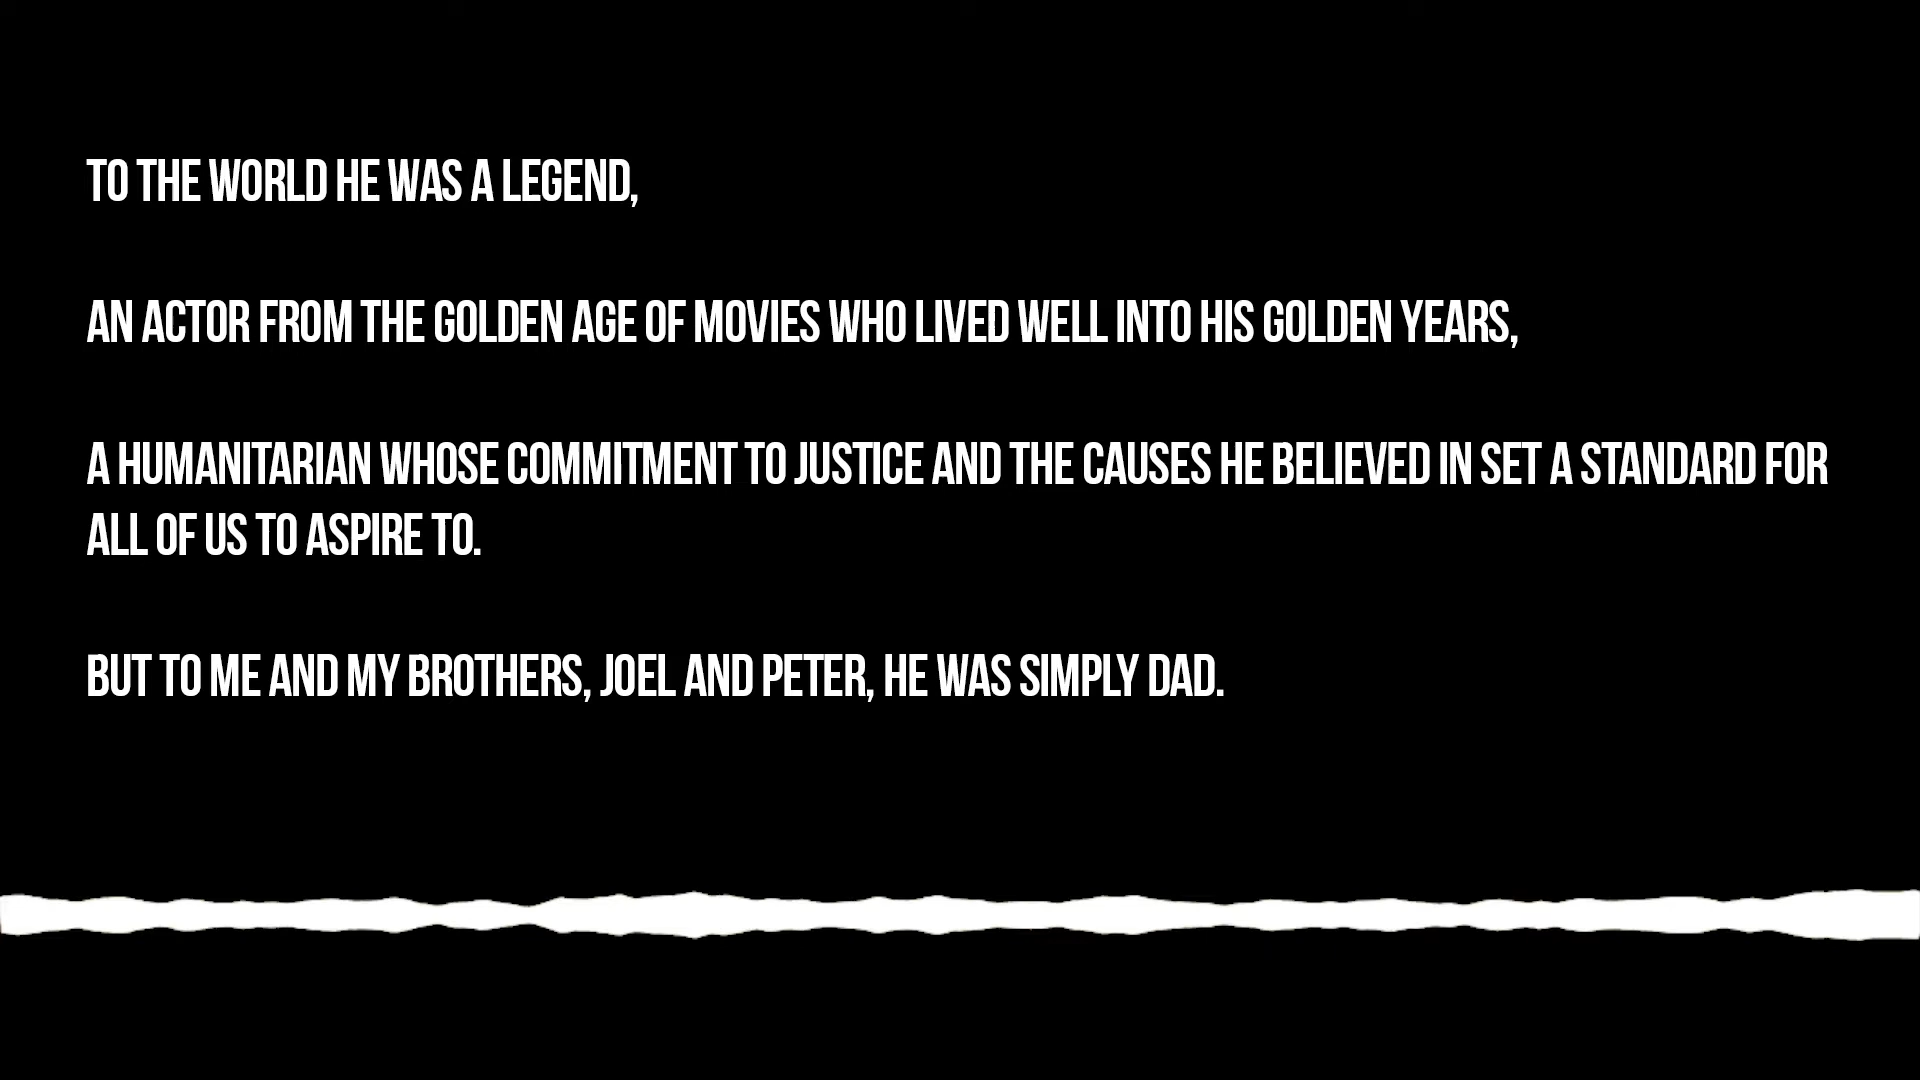 TO THE WORLD HE WAS A LEGEND,
AN ACTOR FROM THE GOLDEN AGE OF MOVIES WHO LIVED WELL INTO HIS GOLDEN YEARS,
A HUMANITARIAN WHOSE COMMITMENT TO JUSTICE AND THE CAUSES HE BELIEVED IN SET A STANDARD FOR
ALL OF US TO ASPIRE TO.
BUT TO ME AND MY BROTHERS, JOEL AND PETER, HE WAS SIMPLY DAD.